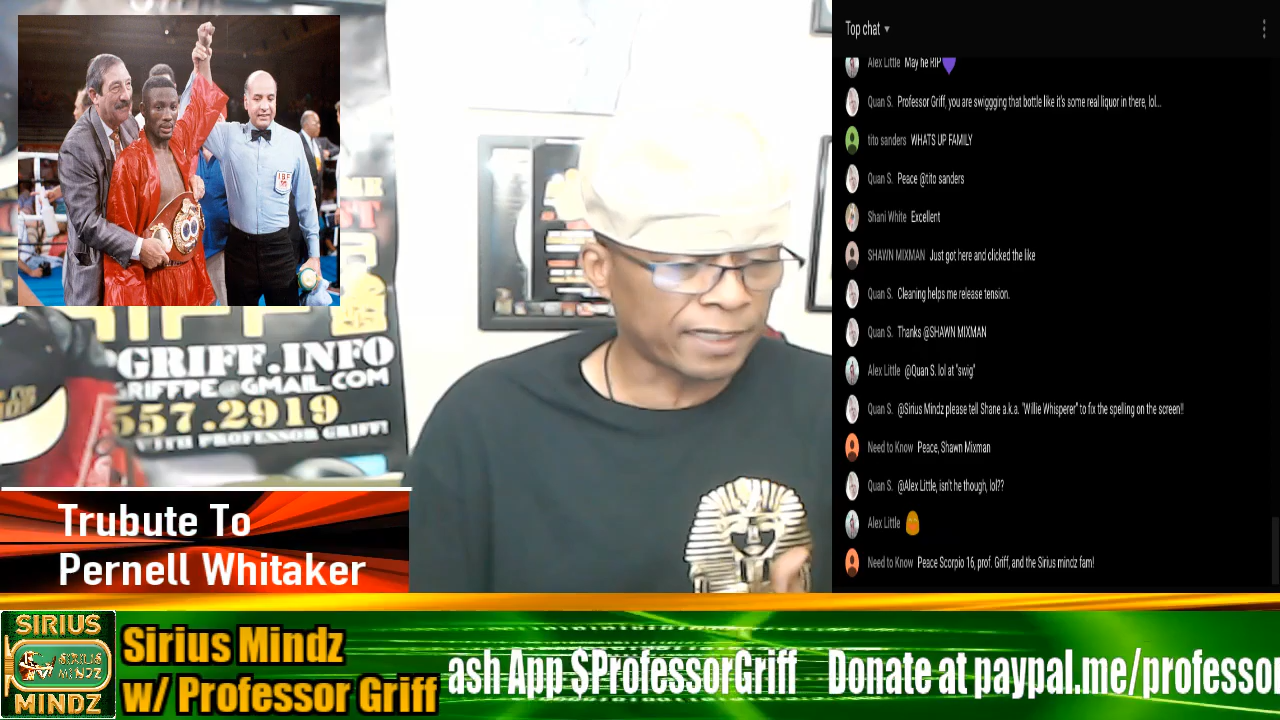 IBF
GRIFF.INFO
GRIFFPE@GMAIL.COM
557.2919
WITH PROFESSOR GRIFF!
Trubute To
Pernell Whitaker
Top chat
Alex Little May he RIP
Quan S. Professor Griff, you are swiggging that bottle like it's some real liquor in there, lol...
tito sanders WHATS UP FAMILY
Quan S. Peace @tito sanders
Shani White Excellent
SHAWN MIXMAN Just got here and clicked the like
Quan S. Cleaning helps me release tension.
Quan S. Thanks @SHAWN MIXMAN
Alex Little @Quan S. lol at "swig"
Quan S. @Sirius Mindz please tell Shane a.k.a. "Willie Whisperer" to fix the spelling on the screen!!
Need to Know Peace, Shawn Mixman
Quan S. @Alex Little, isn't he though, lol??
Alex Little
Need to Know Peace Scorpio 16, prof. Griff, and the Sirius mindz fam!
SIRIUS
SIRIUS
MINDZ
MINDZ
Sirius Mindz
w/ Professor Griff
ash App $ProfessorGriff Donate at paypal.me/professor